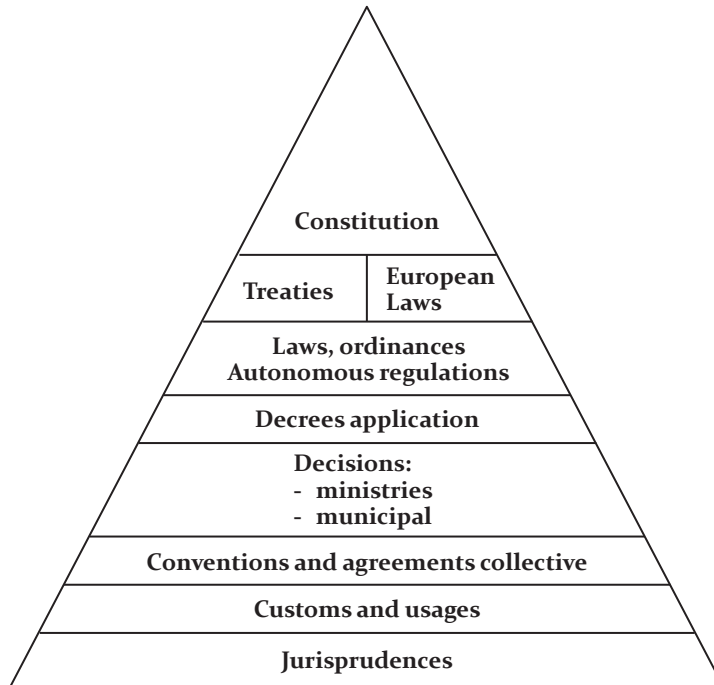 Constitution
Treaties
European
Laws
Laws, ordinances
Autonomous regulations
Decrees application
Decisions:
- ministries
- municipal
Conventions and agreements collective
Customs and usages
Jurisprudences